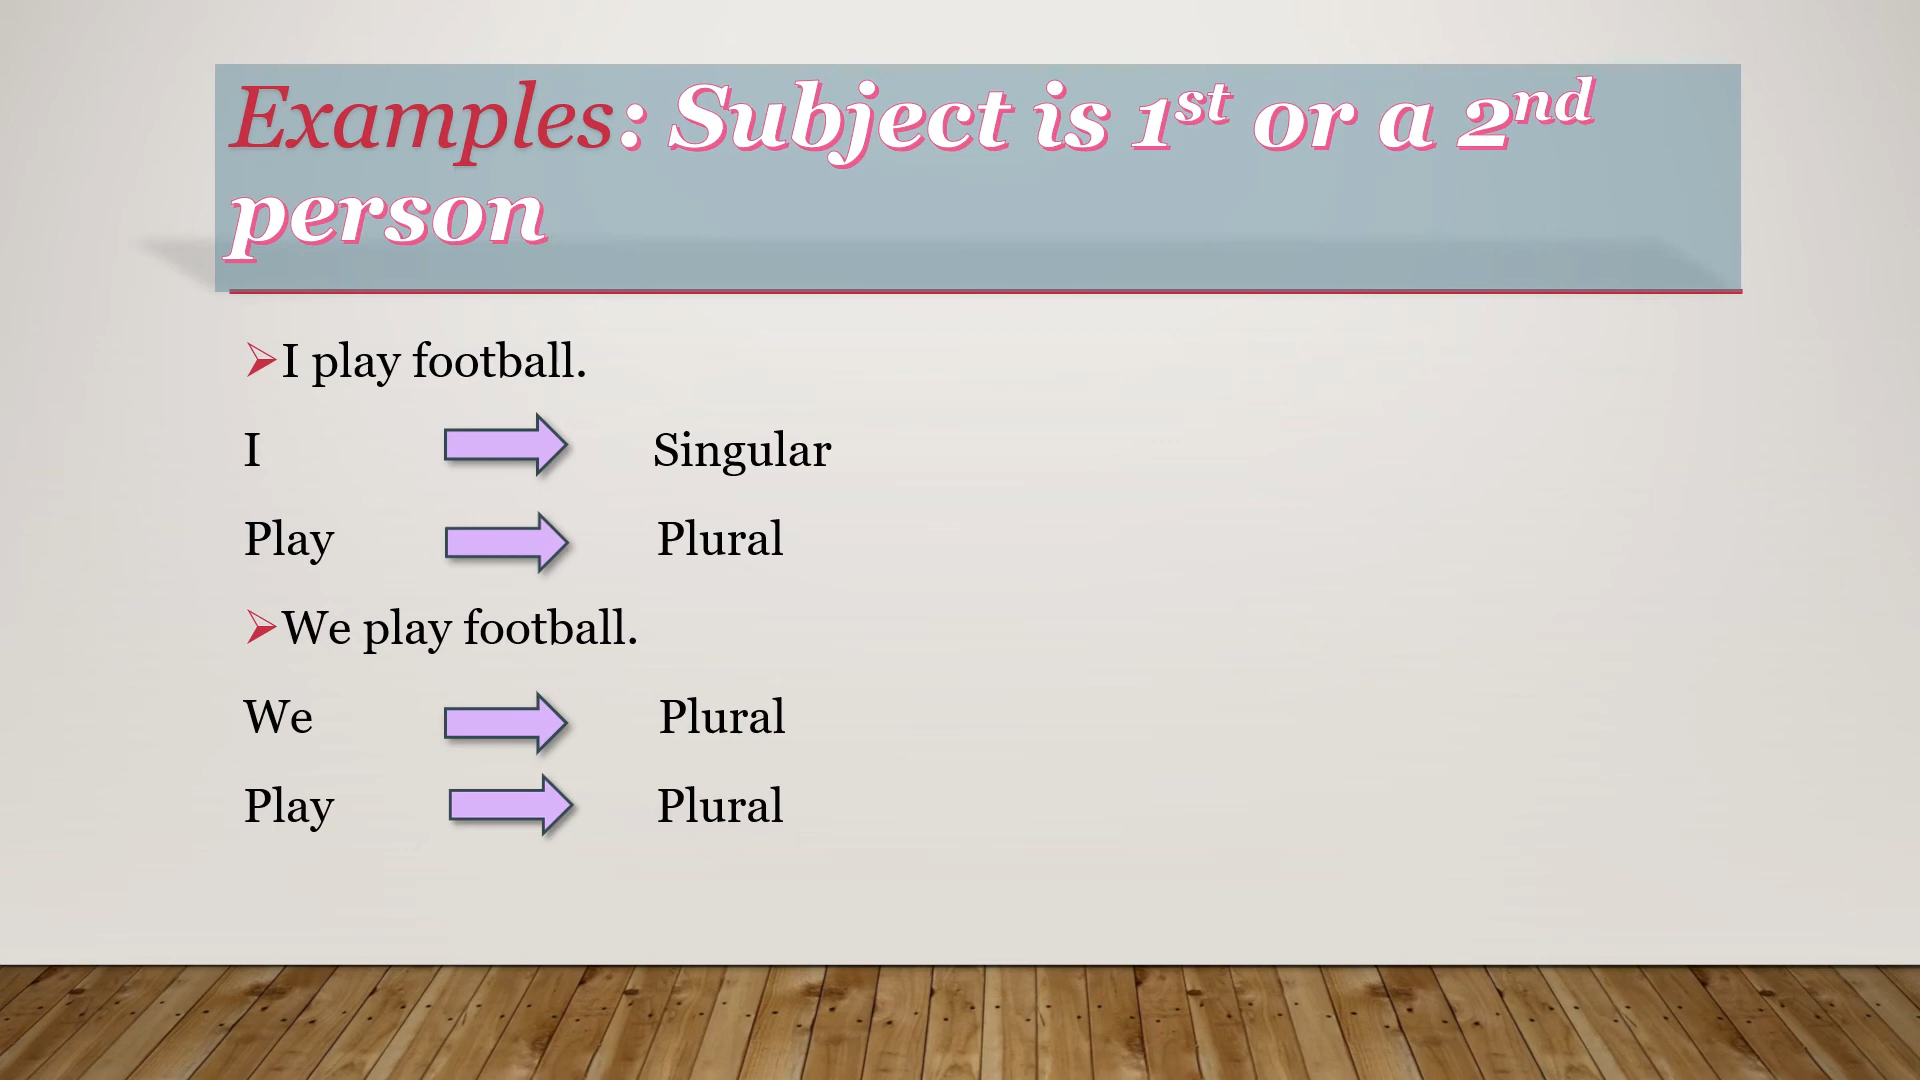 Examples: Subject is 1st or a 2nd
person
➢I play football.
I Singular
Play Plural
➢We play football.
We Plural
Play Plural